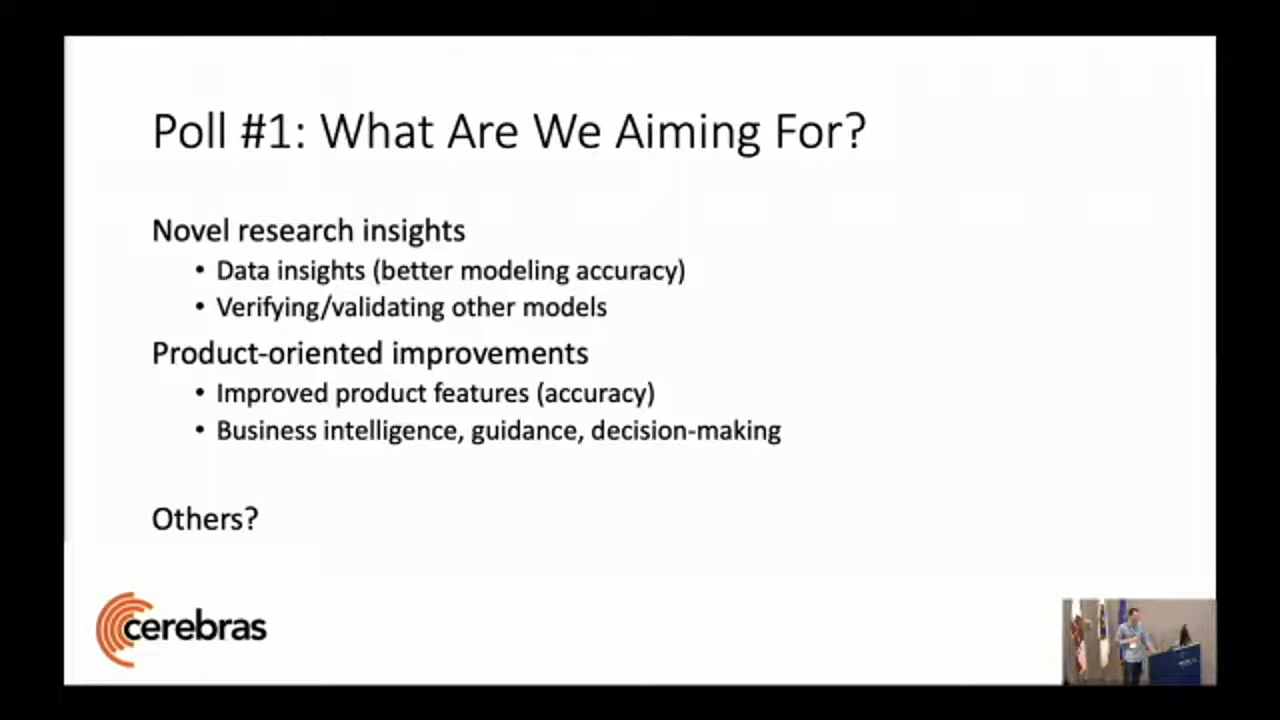 Poll #1: What Are We Aiming For?
Novel research insights
• Data insights (better modeling accuracy)
• Verifying/validating other models
Product-oriented improvements
• Improved product features (accuracy)
• Business intelligence, guidance, decision-making
Others?
cerebras